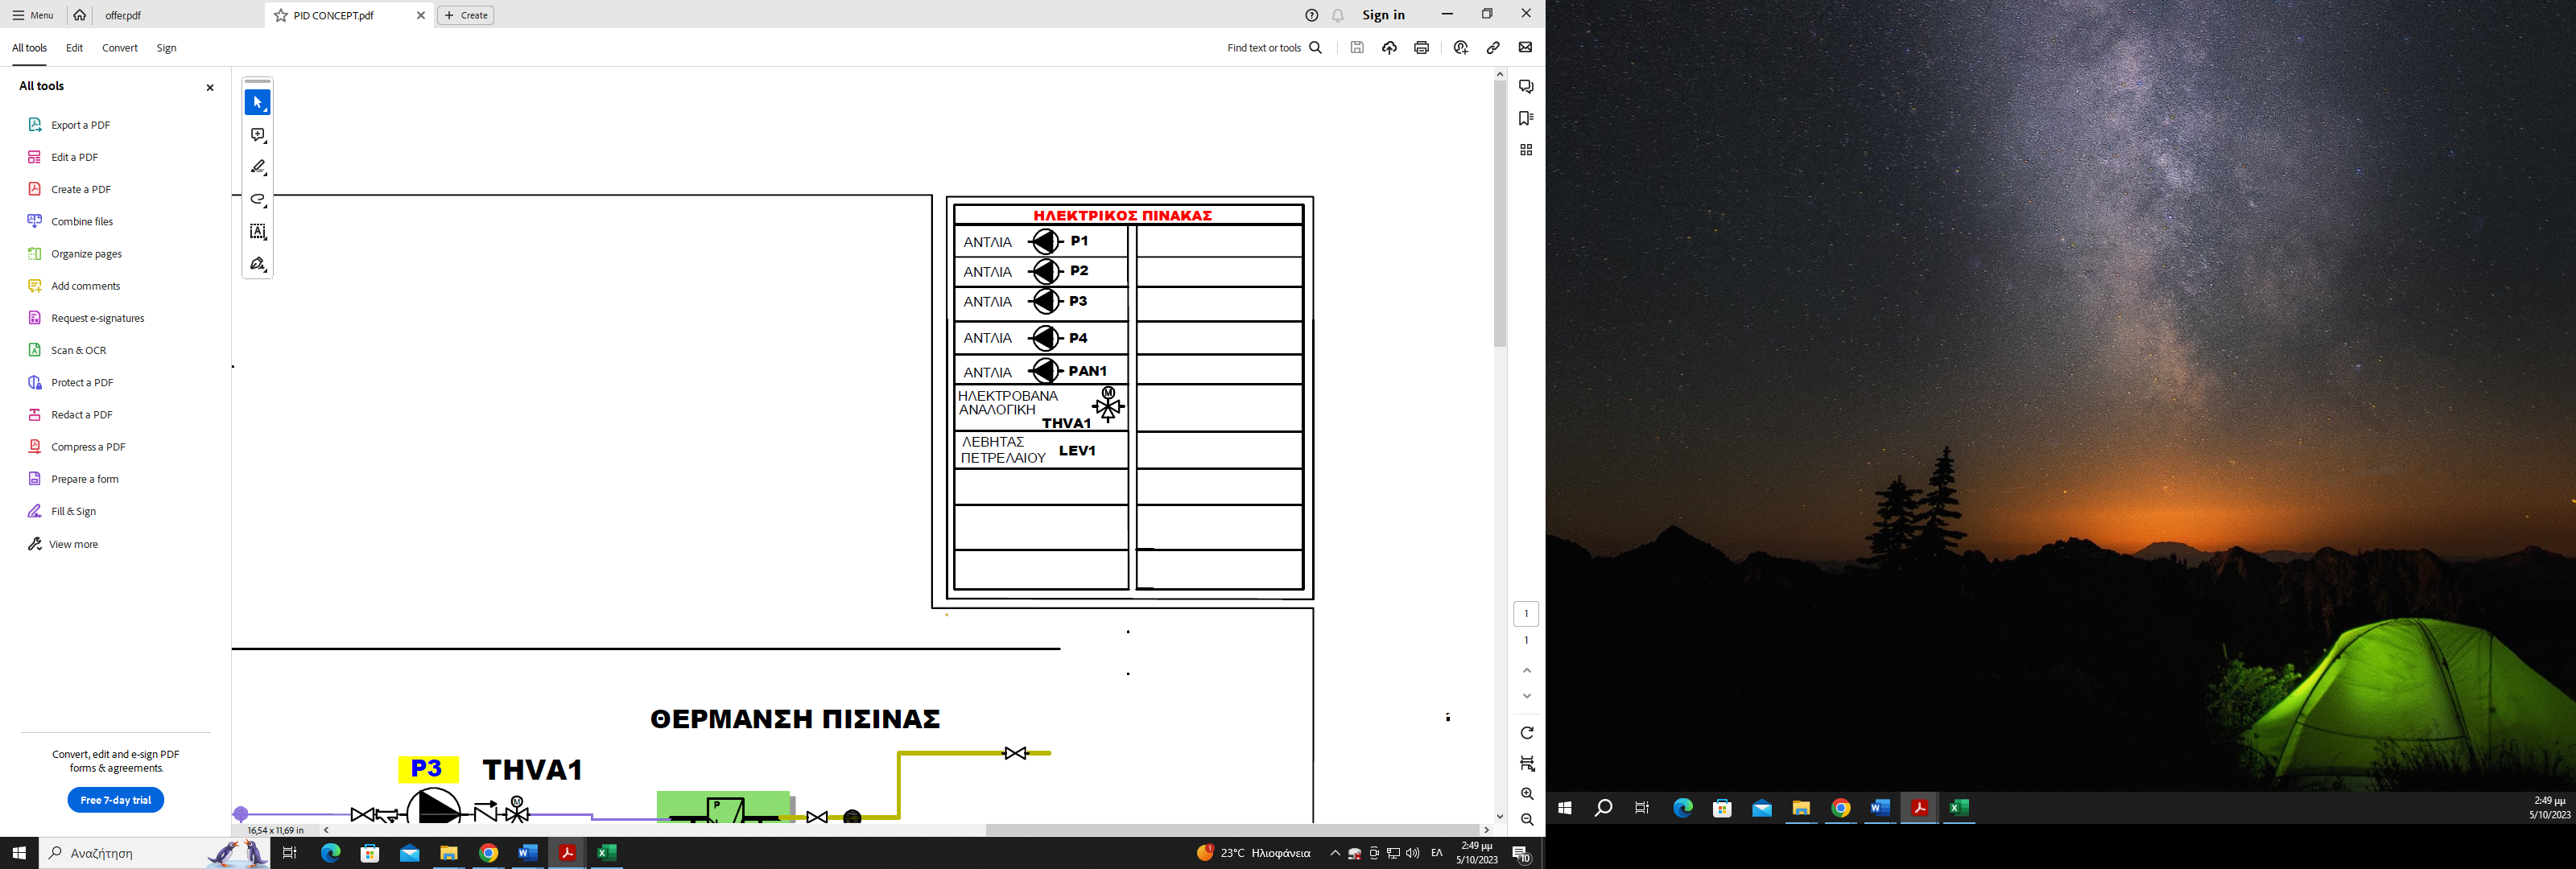 Menu
offer.pdf
PID CONCEPT.pdf
Create
Sign in
All tools
Edit
Convert
Sign
Find text or tools
All tools
Export a PDF
Edit a PDF
Create a PDF
Combine files
Organize pages
Add comments
Request e-signatures
Scan & OCR
Protect a PDF
Redact a PDF
Compress a PDF
Prepare a form
Fill & Sign
View more
Convert, edit and e-sign PDF
forms & agreements.
Free 7-day trial
ΗΛΕΚΤΡΙΚΟΣ ΠΙΝΑΚΑΣ
ΑΝΤΛΙΑ P1
ΑΝΤΛΙΑ P2
ΑΝΤΛΙΑ P3
ΑΝΤΛΙΑ P4
ΑΝΤΛΙΑ PAN1
ΗΛΕΚΤΡΟΒΑΝΑ M
ΑΝΑΛΟΓΙΚΗ
THVA1
ΛΕΒΗΤΑΣ
ΠΕΤΡΕΛΑΙΟΥ LEV1
ΘΕΡΜΑΝΣΗ ΠΙΣΙΝΑΣ
P3 THVA1
M
P
1
1
16,54 x 11,69 in
Αναζήτηση
1
23°C Ηλιοφάνεια
ΕΛ
2:49 μμ
5/10/2023
10
2:49 μμ
5/10/2023